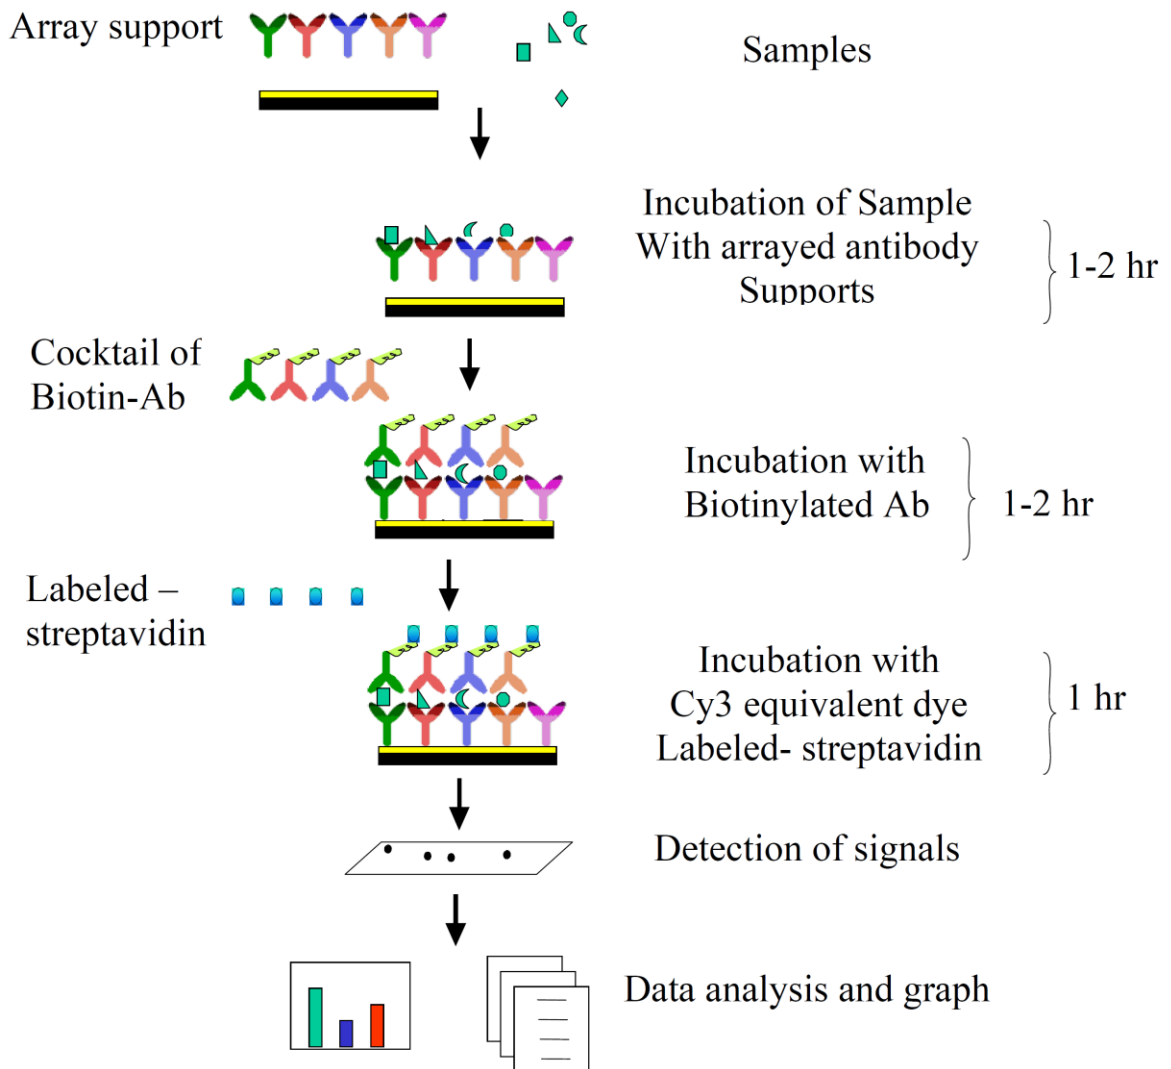 Array support
Samples
Incubation of Sample
With arrayed antibody
Supports
1-2 hr
Cocktail of
Biotin-Ab
Incubation with
Biotinylated Ab
1-2 hr
Labeled –
streptavidin
Incubation with
Cy3 equivalent dye
Labeled- streptavidin
1 hr
Detection of signals
Data analysis and graph